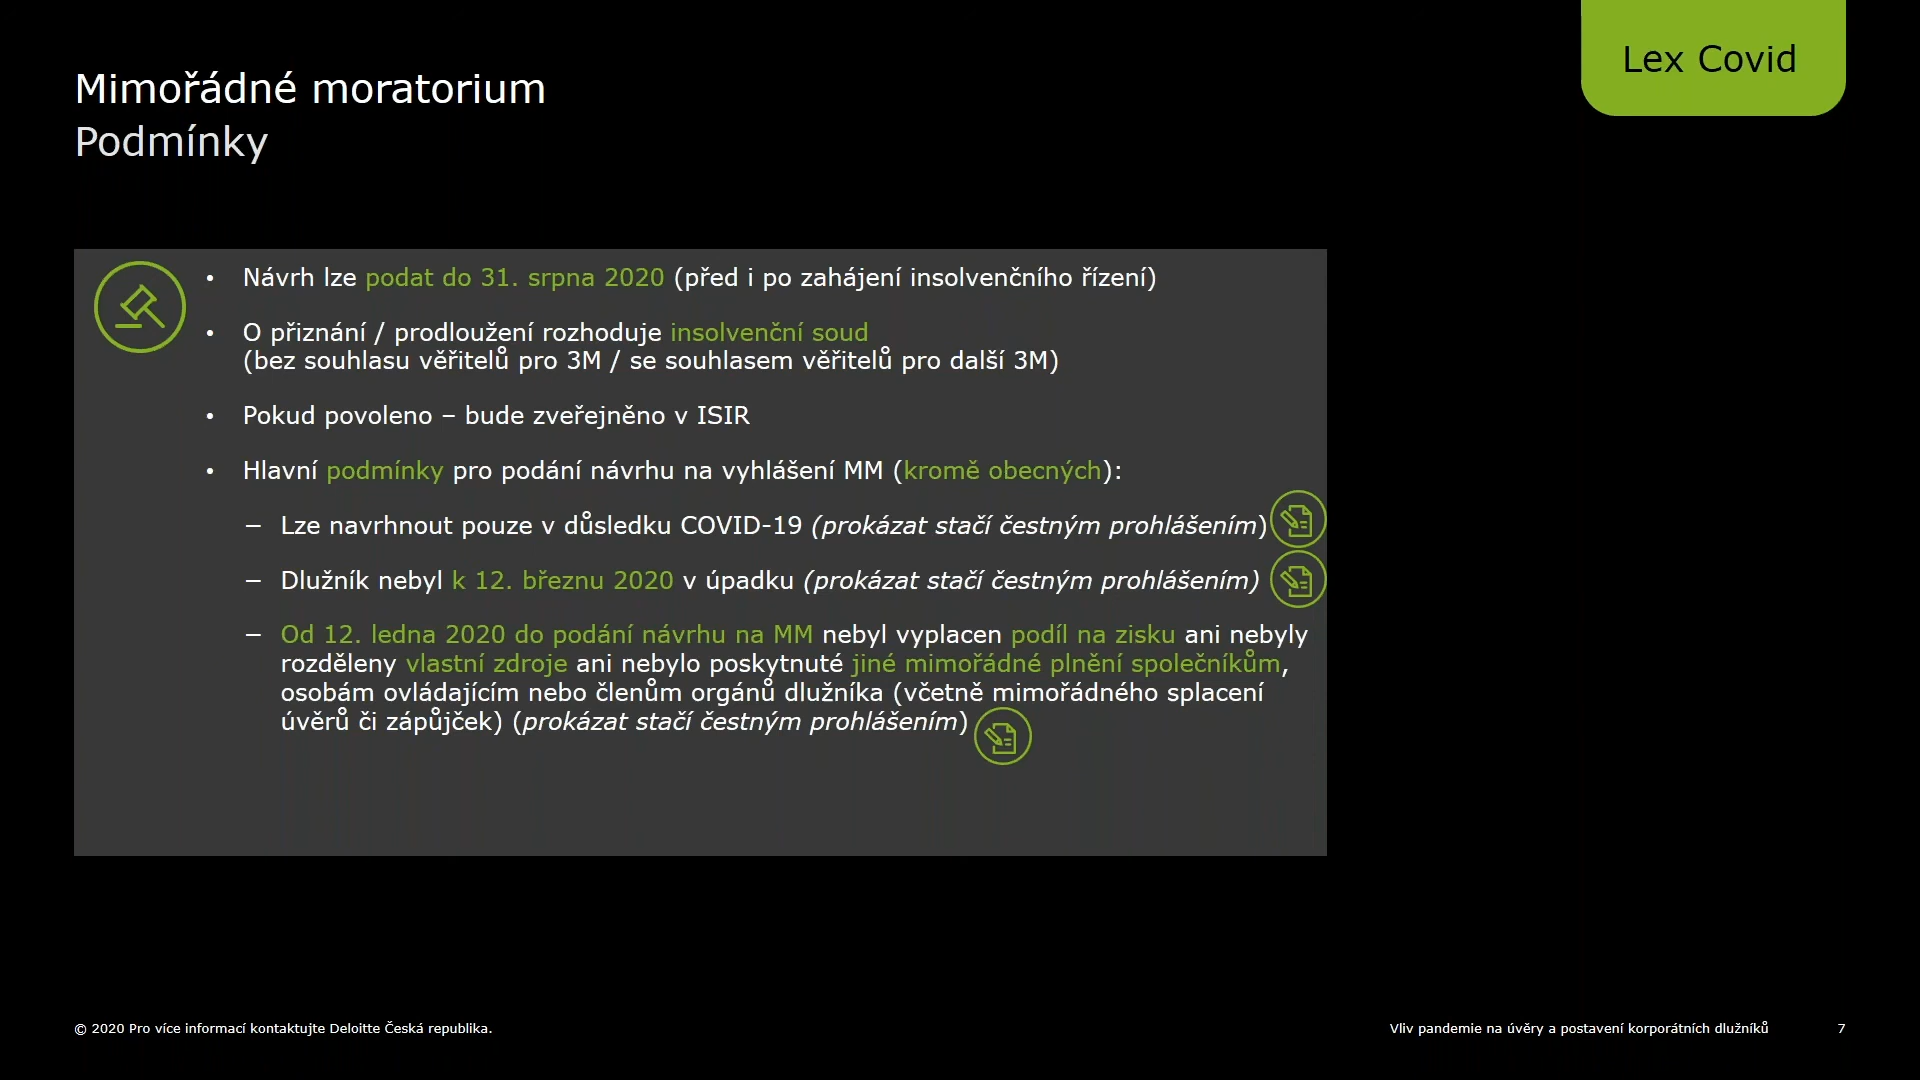 Lex Covid
Mimořádné moratorium
Podmínky
• Návrh lze podat do 31. srpna 2020 (před i po zahájení insolvenčního řízení)
• O přiznání / prodloužení rozhoduje insolvenční soud
(bez souhlasu věřitelů pro 3M / se souhlasem věřitelů pro další 3M)
• Pokud povoleno – bude zveřejněno v ISIR
• Hlavní podmínky pro podání návrhu na vyhlášení MM (kromě obecných):
– Lze navrhnout pouze v důsledku COVID-19 (prokázat stačí čestným prohlášením)
– Dlužník nebyl k 12. březnu 2020 v úpadku (prokázat stačí čestným prohlášením)
– Od 12. ledna 2020 do podání návrhu na MM nebyl vyplacen podíl na zisku ani nebyly
rozděleny vlastní zdroje ani nebylo poskytnuté jiné mimořádné plnění společníkům,
osobám ovládajícím nebo členům orgánů dlužníka (včetně mimořádného splacení
úvěrů či zápůjček) (prokázat stačí čestným prohlášením)
© 2020 Pro více informací kontaktujte Deloitte Česká republika.
Vliv pandemie na úvěry a postavení korporátních dlužníků
7